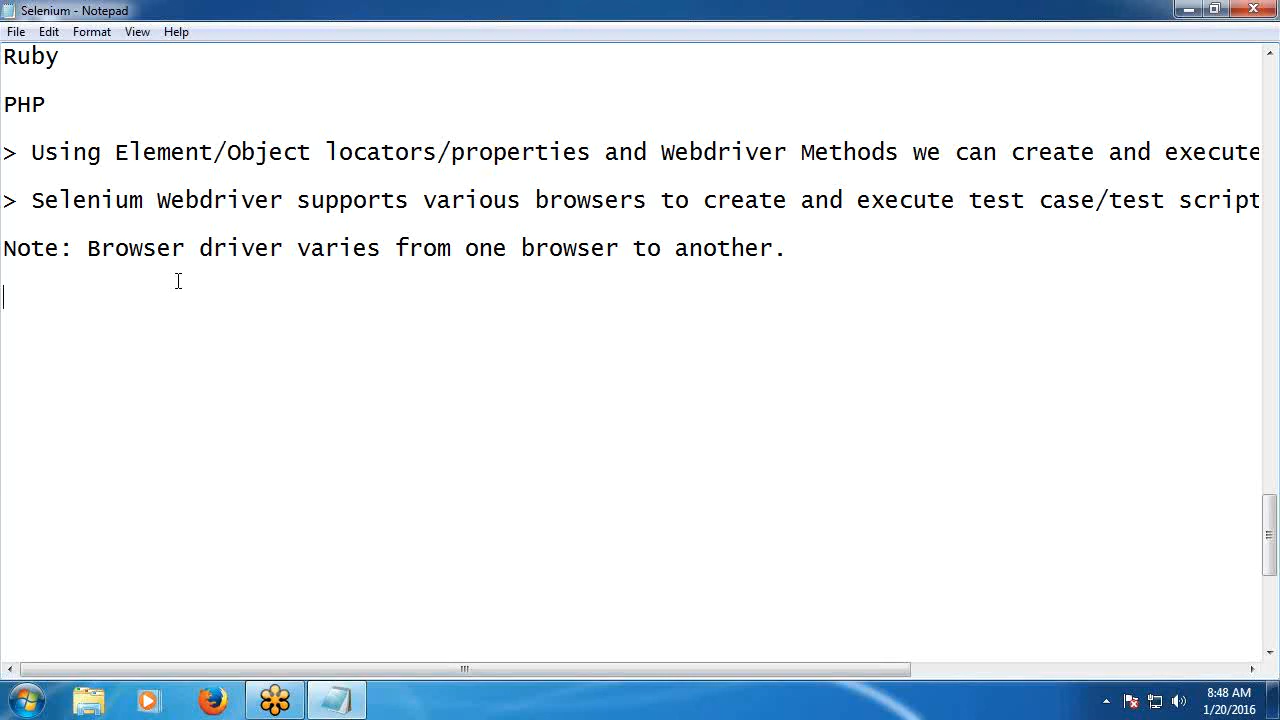 Selenium - Notepad
File Edit Format View Help
Ruby
PHP
> Using Element/Object locators/properties and Webdriver Methods we can create and execute
> Selenium Webdriver supports various browsers to create and execute test case/test script
Note: Browser driver varies from one browser to another.
8:48 AM
1/20/2016